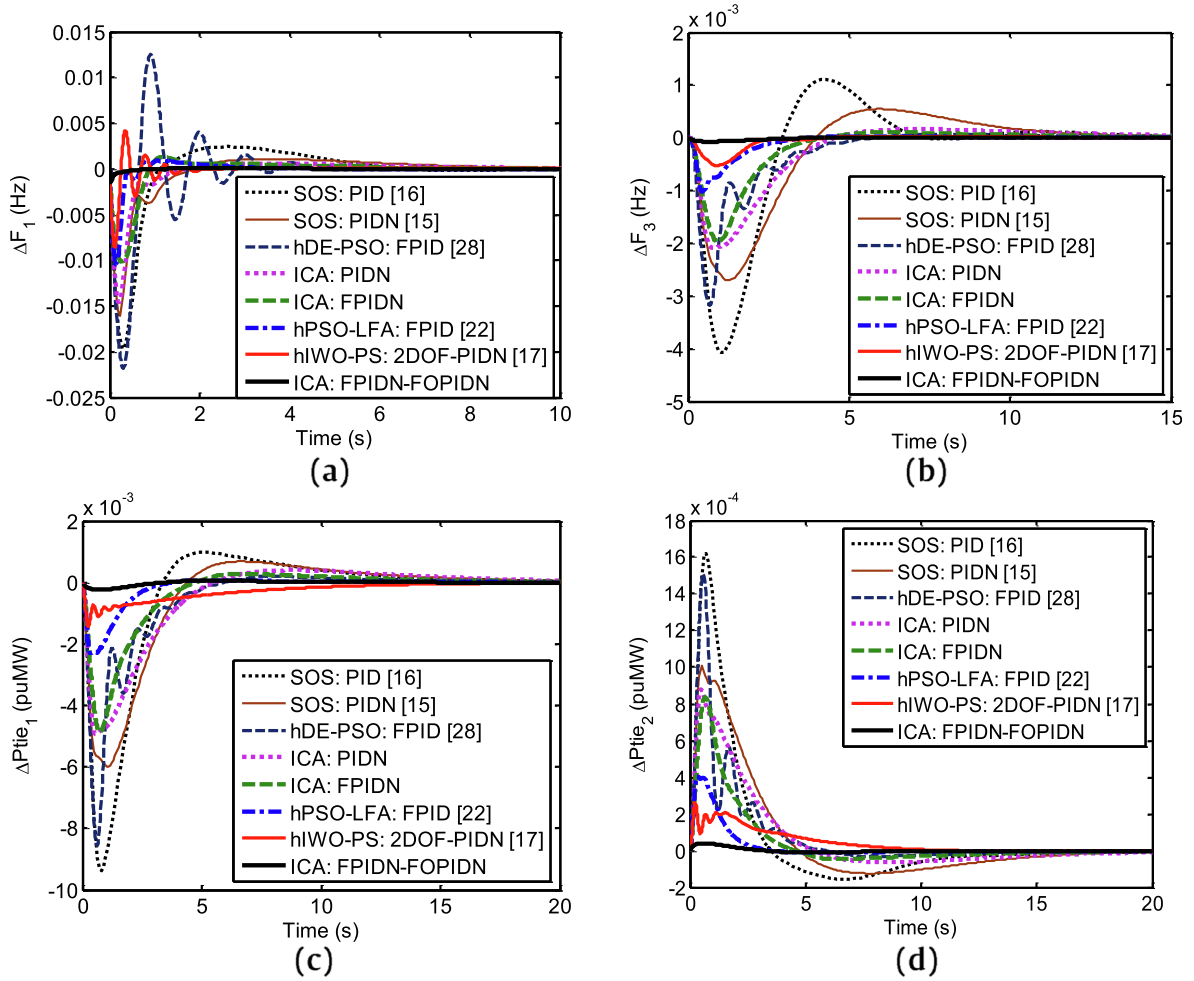 0.015
0.01
0.005
0
-0.005
-0.01
-0.015
-0.02
-0.025
ΔF1 (Hz)
0 2 4 6 8 10
Time (s)
SOS: PID [16]
SOS: PIDN [15]
hDE-PSO: FPID [28]
ICA: PIDN
ICA: FPIDN
hPSO-LFA: FPID [22]
hIWO-PS: 2DOF-PIDN [17]
ICA: FPIDN-FOPIDN
(a)
x 10-3
2
1
0
-1
-2
-3
-4
-5
ΔF3 (Hz)
0 5 10 15
Time (s)
SOS: PID [16]
SOS: PIDN [15]
hDE-PSO: FPID [28]
ICA: PIDN
ICA: FPIDN
hPSO-LFA: FPID [22]
hIWO-PS: 2DOF-PIDN [17]
ICA: FPIDN-FOPIDN
(b)
x 10-3
2
0
-2
-4
-6
-8
-10
ΔPtie1 (puMW)
0 5 10 15 20
Time (s)
SOS: PID [16]
SOS: PIDN [15]
hDE-PSO: FPID [28]
ICA: PIDN
ICA: FPIDN
hPSO-LFA: FPID [22]
hIWO-PS: 2DOF-PIDN [17]
ICA: FPIDN-FOPIDN
(c)
x 10-4
18
16
14
12
10
8
6
4
2
0
-2
ΔPtie2 (puMW)
0 5 10 15 20
Time (s)
SOS: PID [16]
SOS: PIDN [15]
hDE-PSO: FPID [28]
ICA: PIDN
ICA: FPIDN
hPSO-LFA: FPID [22]
hIWO-PS: 2DOF-PIDN [17]
ICA: FPIDN-FOPIDN
(d)